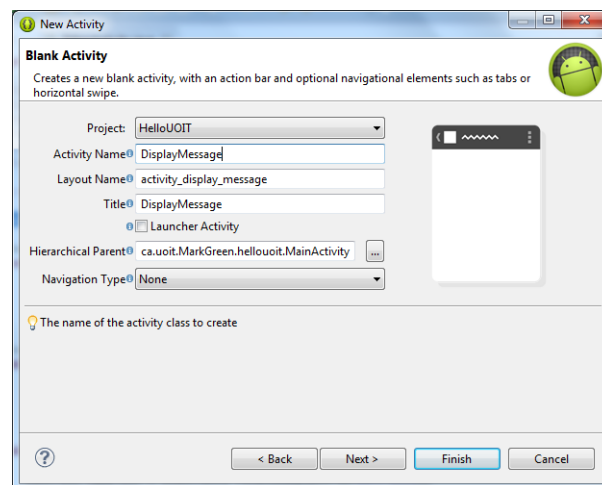 New Activity
Blank Activity
Creates a new blank activity, with an action bar and optional navigational elements such as tabs or
horizontal swipe.
Project: HelloUOIT
Activity Name DisplayMessage
Layout Name activity_display_message
Title DisplayMessage
Launcher Activity
Hierarchical Parent ca.uoit.MarkGreen.hellouoit.MainActivity ...
Navigation Type None
The name of the activity class to create
? < Back Next > Finish Cancel